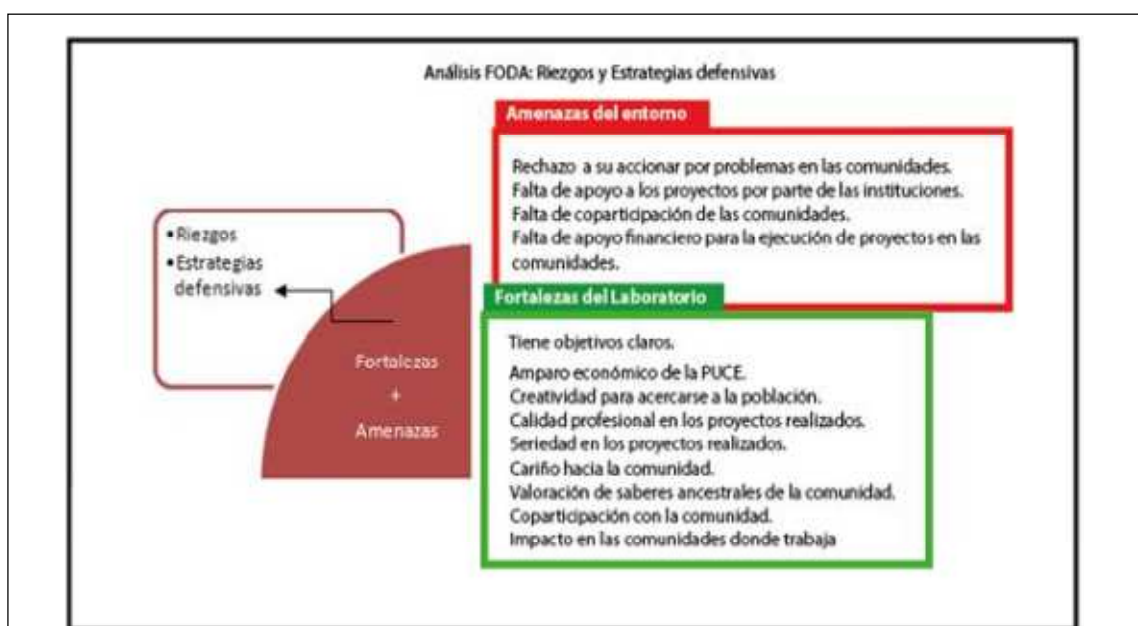 Análisis FODA: Riezgos y Estrategias defensivas
Amenazas del entorno
Rechazo a su accionar por problemas en las comunidades.
Falta de apoyo a los proyectos por parte de las instituciones.
Falta de coparticipación de las comunidades.
Falta de apoyo financiero para la ejecución de proyectos en las
comunidades.
•Riezgos
•Estrategias
defensivas
Fortalezas
+
Amenazas
Fortalezas del Laboratorio
Tiene objetivos claros.
Amparo económico de la PUCE.
Creatividad para acercarse a la población.
Calidad profesional en los proyectos realizados.
Seriedad en los proyectos realizados.
Cariño hacia la comunidad.
Valoración de saberes ancestrales de la comunidad.
Coparticipación con la comunidad.
Impacto en las comunidades donde trabaja